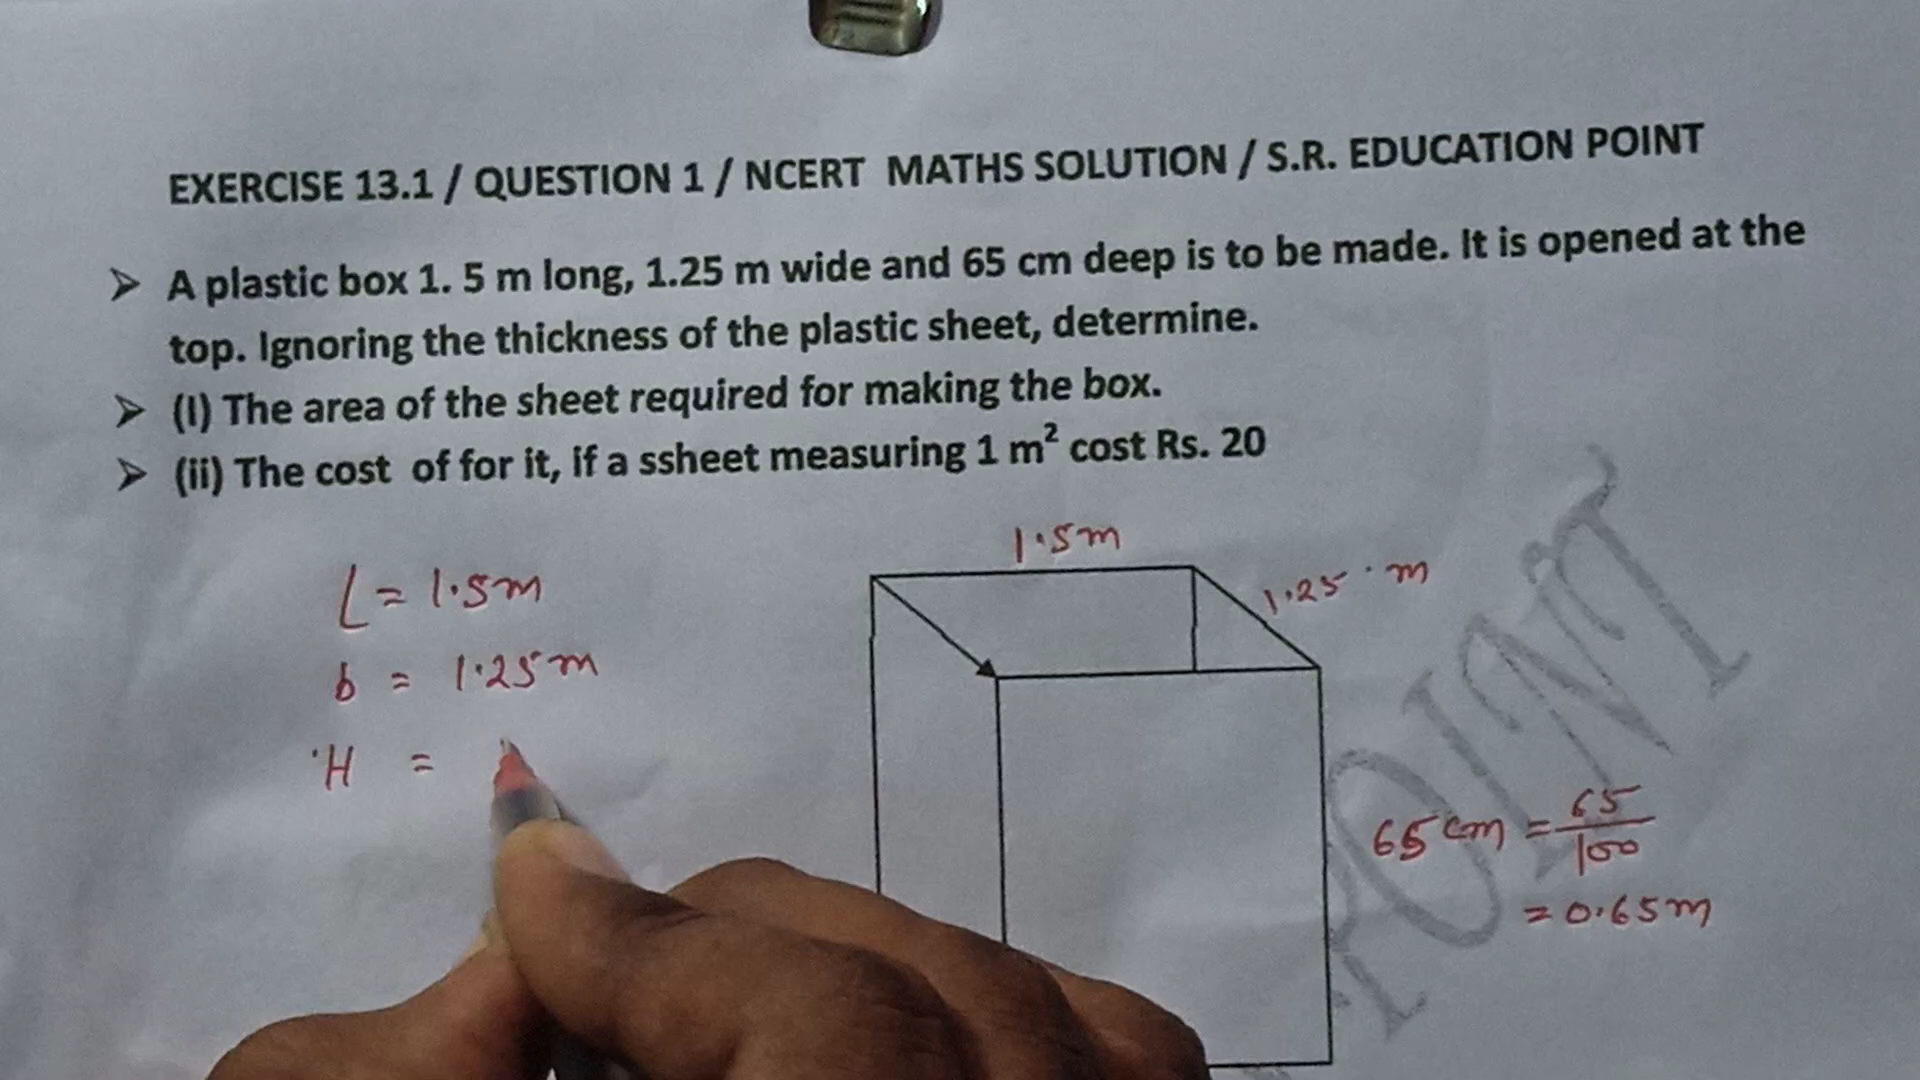 EXERCISE 13.1 / QUESTION 1 / NCERT MATHS SOLUTION / S.R. EDUCATION POINT
➢ A plastic box 1. 5 m long, 1.25 m wide and 65 cm deep is to be made. It is opened at the
top. Ignoring the thickness of the plastic sheet, determine.
➢ (I) The area of the sheet required for making the box.
➢ (ii) The cost of for it, if a ssheet measuring 1 m² cost Rs. 20
1.5m
1.25 m
L = 1.5m
b = 1.25m
H =
65 cm = 65/100
= 0.65m
POINT